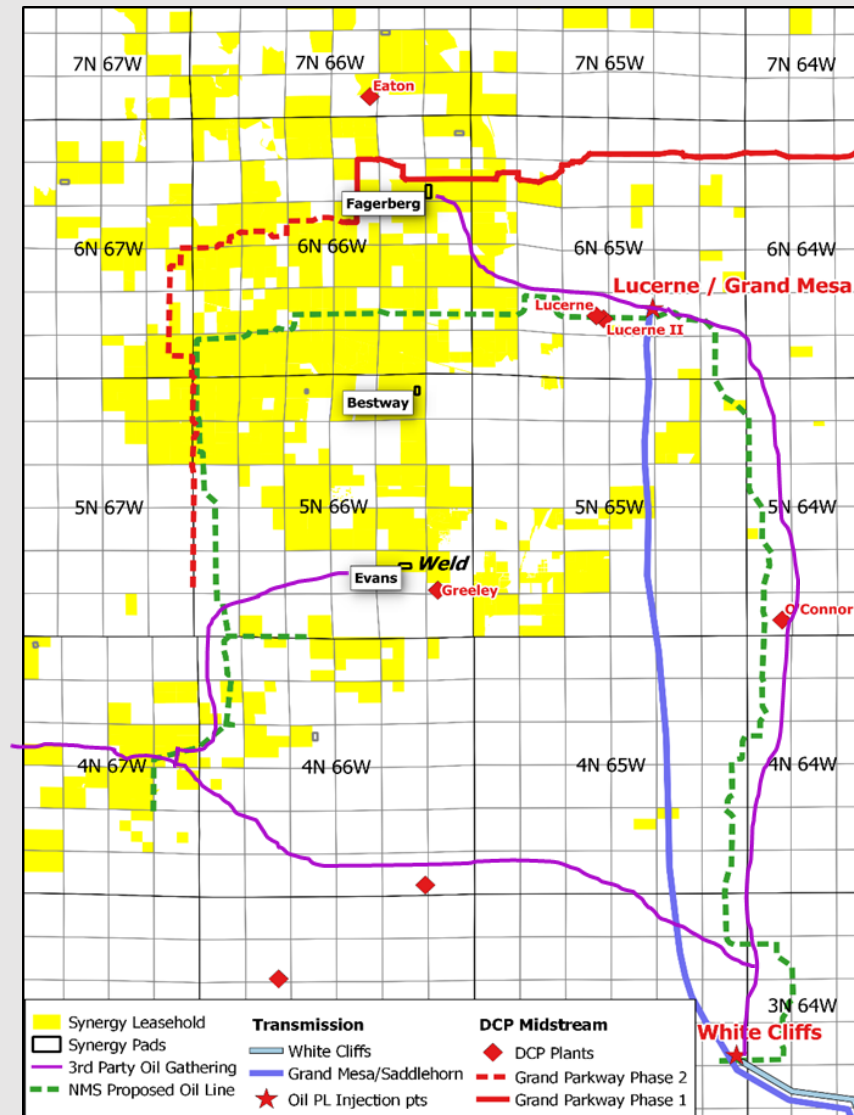 7N 67W
7N 66W
7N 65W
7N 64W
Eaton
Fagerberg
6N 67W
6N 66W
6N 65W
6N 64W
Lucerne / Grand Mesa
Lucerne
Lucerne II
Bestway
5N 67W
5N 66W
5N 65W
5N 64W
Weld
Evans
Greeley
O Connor
4N 67W
4N 66W
4N 65W
4N 64W
3N 64W
White Cliffs
Synergy Leasehold
Synergy Pads
3rd Party Oil Gathering
NMS Proposed Oil Line
Transmission
White Cliffs
Grand Mesa/Saddlehorn
Oil PL Injection pts
DCP Midstream
DCP Plants
Grand Parkway Phase 2
Grand Parkway Phase 1